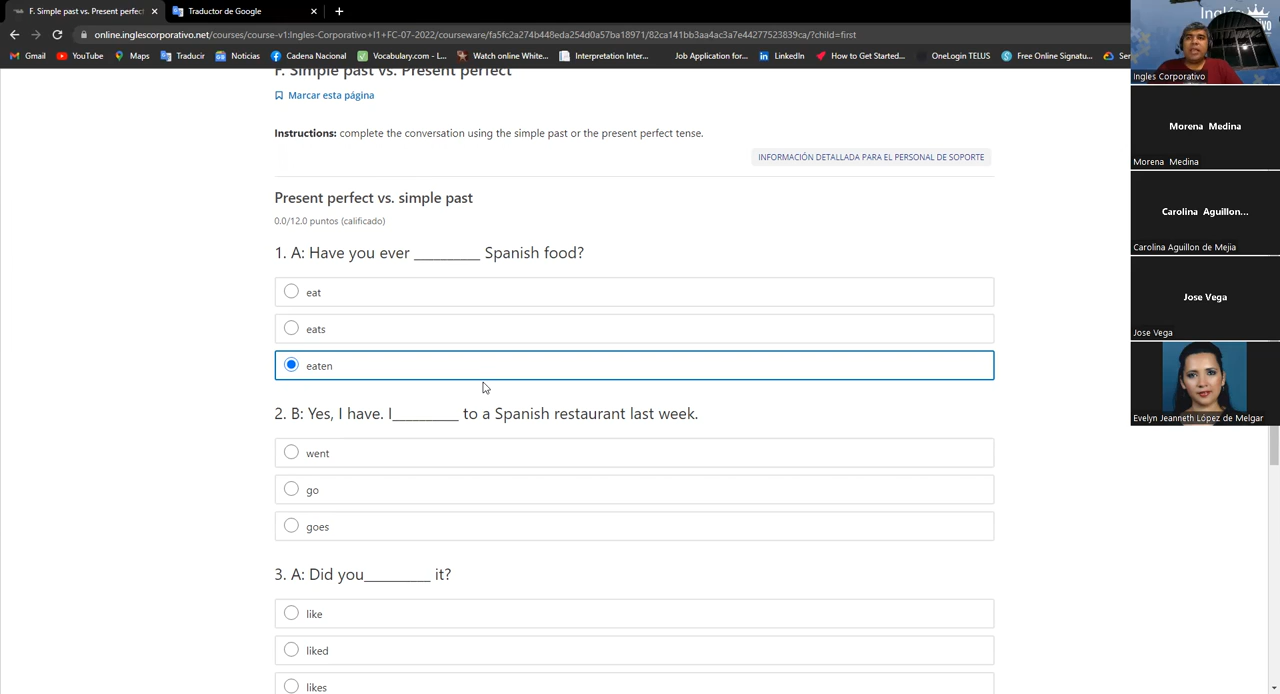 F. Simple past vs. Present perfect
Traductor de Google
online.inglescorporativo.net/courses/course-v1:Ingles-Corporativo+I1+FC-07-2022/courseware/fa5fc2a274b448eda254d0a57ba18971/82ca141bb3aa4ac3a7e44277523839ca/?child=first
Gmail
YouTube
Maps
Traducir
Noticias
Cadena Nacional
Vocabulary.com - L...
Watch online White...
Interpretation Inter...
Job Application for...
LinkedIn
How to Get Started...
OneLogin TELUS
Free Online Signatu...
F. Simple past vs. Present perfect
Marcar esta página
Instructions: complete the conversation using the simple past or the present perfect tense.
INFORMACIÓN DETALLADA PARA EL PERSONAL DE SOPORTE
Present perfect vs. simple past
0.0/12.0 puntos (calificado)
1. A: Have you ever _________ Spanish food?
eat
eats
eaten
2. B: Yes, I have. I_________ to a Spanish restaurant last week.
went
go
goes
3. A: Did you_________ it?
like
liked
likes
Ingles Corporativo
Morena Medina
Morena Medina
Carolina Aguillon...
Carolina Aguillon de Mejia
Jose Vega
Jose Vega
Evelyn Jeanneth López de Melgar